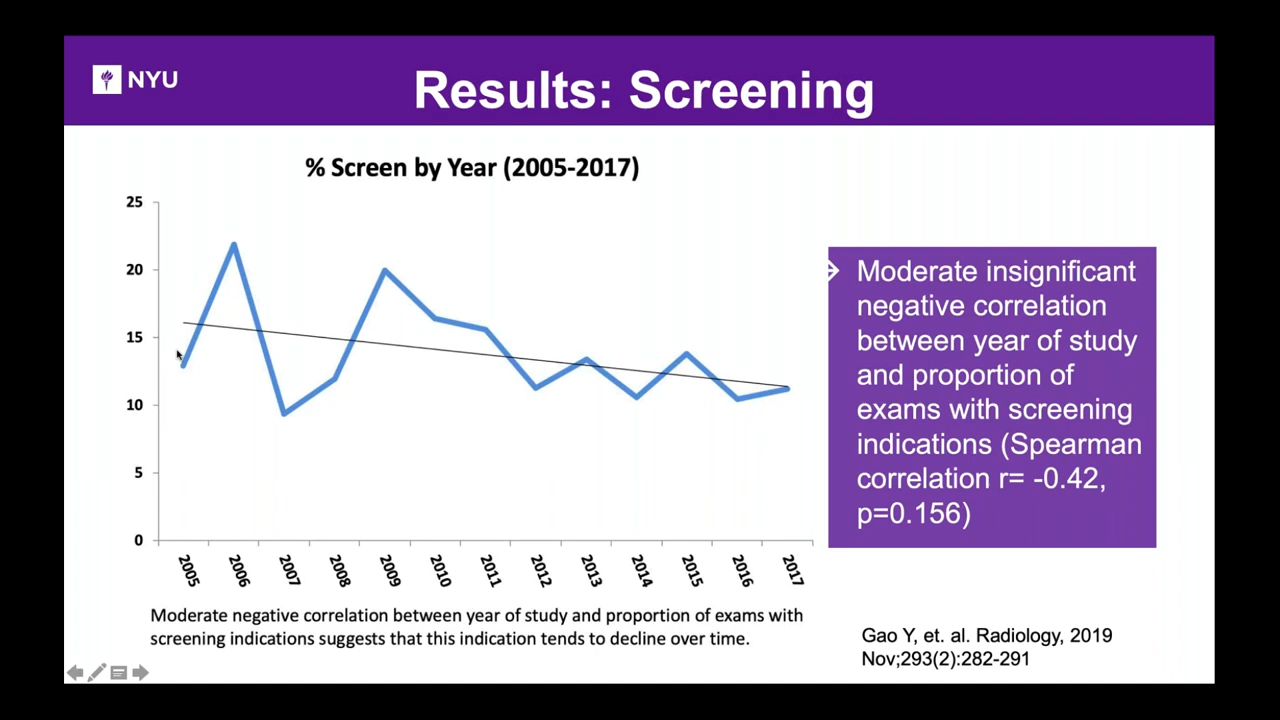 NYU
Results: Screening
% Screen by Year (2005-2017)
25
20
15
10
5
0
2005
2006
2007
2008
2009
2010
2011
2012
2013
2014
2015
2016
2017
Moderate negative correlation between year of study and proportion of exams with
screening indications suggests that this indication tends to decline over time.
Moderate insignificant
negative correlation
between year of study
and proportion of
exams with screening
indications (Spearman
correlation r= -0.42,
p=0.156)
Gao Y, et. al. Radiology, 2019
Nov;293(2):282-291